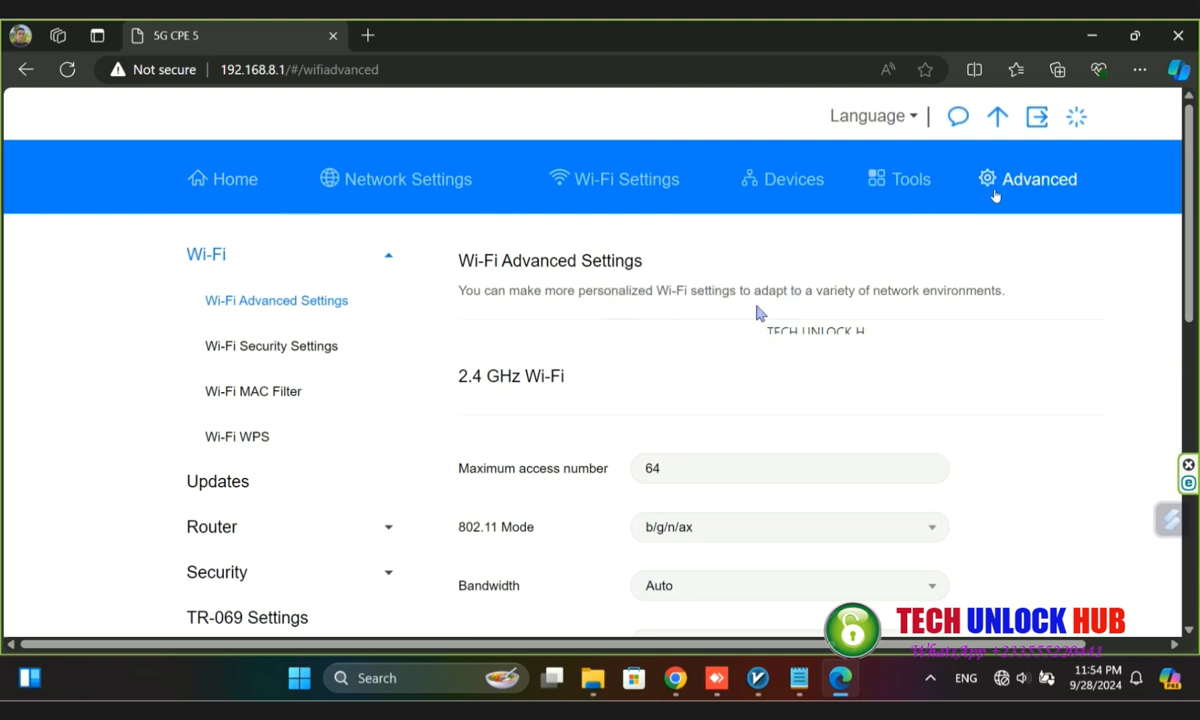 5G CPE 5
Not secure
192.168.8.1/#/wifiadvanced
Language
Home
Network Settings
Wi-Fi Settings
Devices
Tools
Advanced
Wi-Fi
Wi-Fi Advanced Settings
Wi-Fi Security Settings
Wi-Fi MAC Filter
Wi-Fi WPS
Updates
Router
Security
TR-069 Settings
Wi-Fi Advanced Settings
You can make more personalized Wi-Fi settings to adapt to a variety of network environments.
TECH UNLOCK H
2.4 GHz Wi-Fi
Maximum access number
64
802.11 Mode
b/g/n/ax
Bandwidth
Auto
TECH UNLOCK HUB
Search
ENG
11:54 PM
9/28/2024